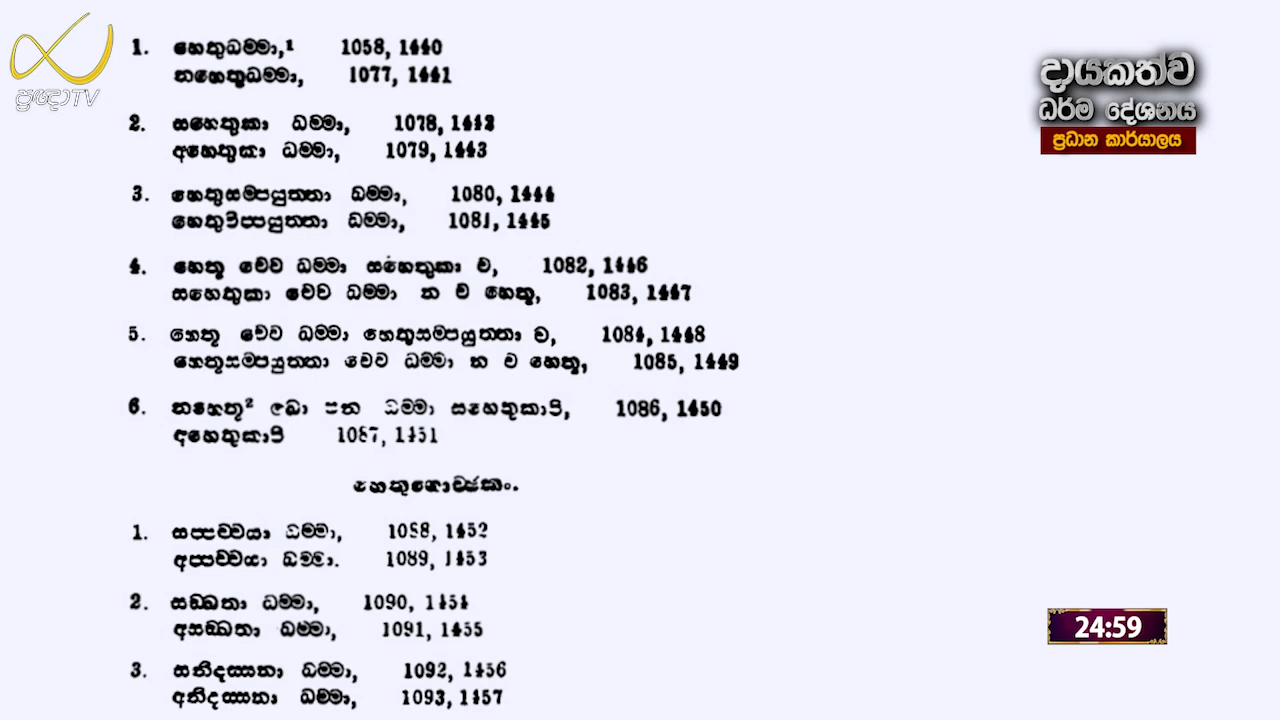 ප්‍රඥාTV
දායකත්ව
ධර්ම දේශනය
ප්‍රධාන කාර්යාලය
1. හෙතුධම්මා,¹ 1058, 1440
නහෙතූධම්මා, 1077, 1441
2. සහෙතුකා ධම්මා, 1078, 1442
අහෙතුකා ධම්මා, 1079, 1443
3. හෙතුසම්පයුත්තා ධම්මා, 1080, 1444
හෙතුවිප්පයුත්තා ධම්මා, 1081, 1445
4. හෙතූ චෙව ධම්මා සහෙතුකා ච, 1082, 1446
සහෙතුකා චෙව ධම්මා න ච හෙතූ, 1083, 1447
5. හෙතූ චෙව ධම්මා හෙතුසම්පයුත්තා ච, 1084, 1448
හෙතුසම්පයුත්තා චෙව ධම්මා න ච හෙතූ, 1085, 1449
6. නහෙතූ² ඛො පන ධම්මා සහෙතුකාපි, 1086, 1450
අහෙතුකාපි 1087, 1451
හෙතුගොච්ඡකං.
1. සප්පච්චයා ධම්මා, 1088, 1452
අප්පච්චයා ධම්මා. 1089, 1453
2. සඞ්ඛතා ධම්මා, 1090, 1454
අසඞ්ඛතා ධම්මා, 1091, 1455
3. සනිදස්සනා ධම්මා, 1092, 1456
අනිදස්සනා ධම්මා, 1093, 1457
24:59